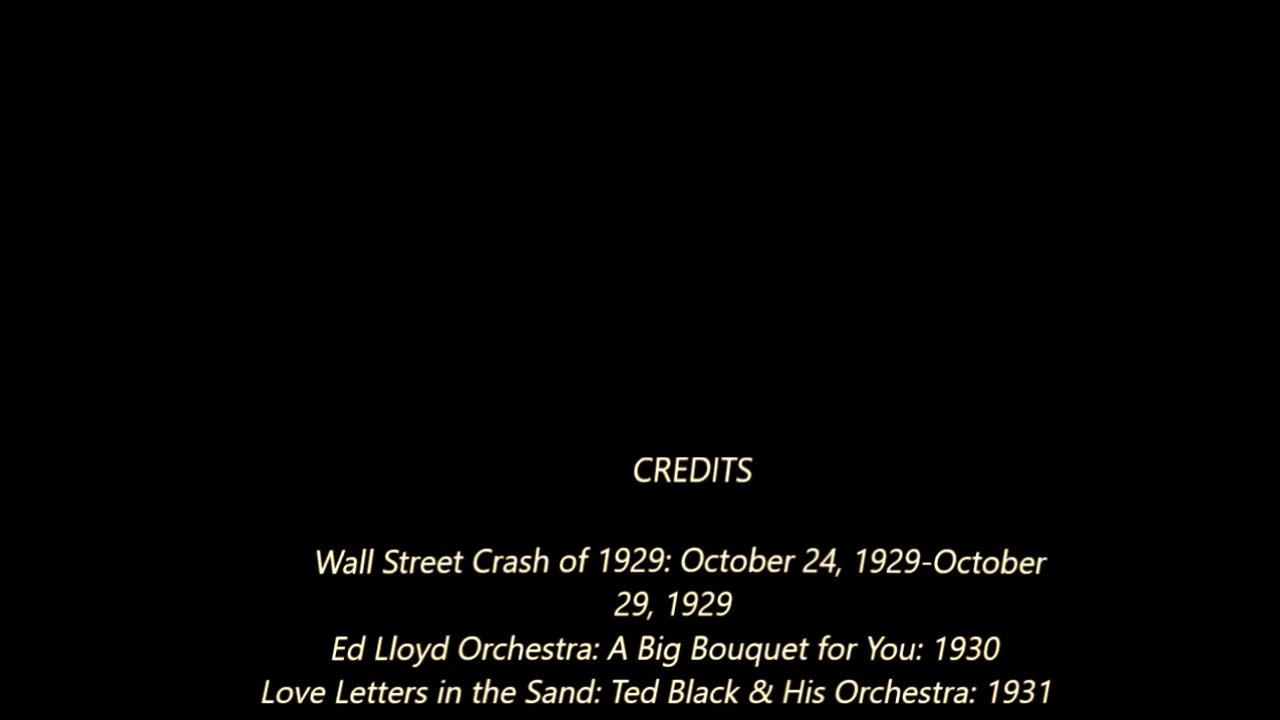 CREDITS
Wall Street Crash of 1929: October 24, 1929-October
29, 1929
Ed Lloyd Orchestra: A Big Bouquet for You: 1930
Love Letters in the Sand: Ted Black & His Orchestra: 1931